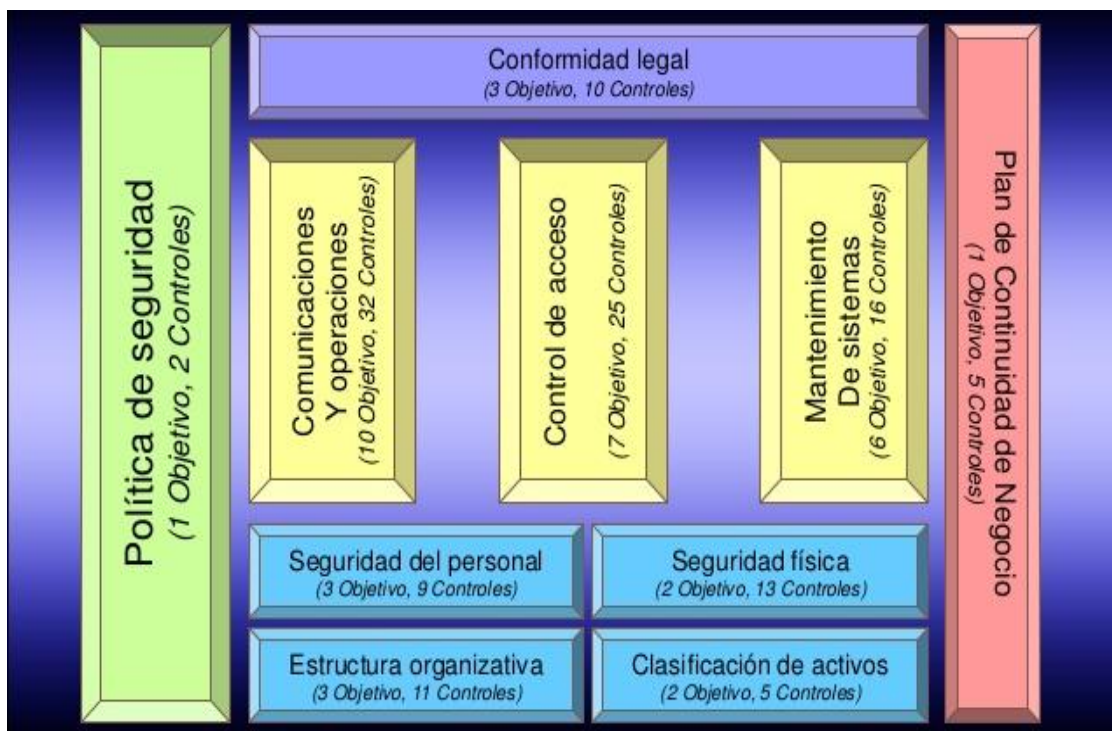 Política de seguridad
(1 Objetivo, 2 Controles)
Conformidad legal
(3 Objetivo, 10 Controles)
Comunicaciones
Y operaciones
(10 Objetivo, 32 Controles)
Control de acceso
(7 Objetivo, 25 Controles)
Mantenimiento
De sistemas
(6 Objetivo, 16 Controles)
Seguridad del personal
(3 Objetivo, 9 Controles)
Seguridad física
(2 Objetivo, 13 Controles)
Estructura organizativa
(3 Objetivo, 11 Controles)
Clasificación de activos
(2 Objetivo, 5 Controles)
Plan de Continuidad de Negocio
(1 Objetivo, 5 Controles)